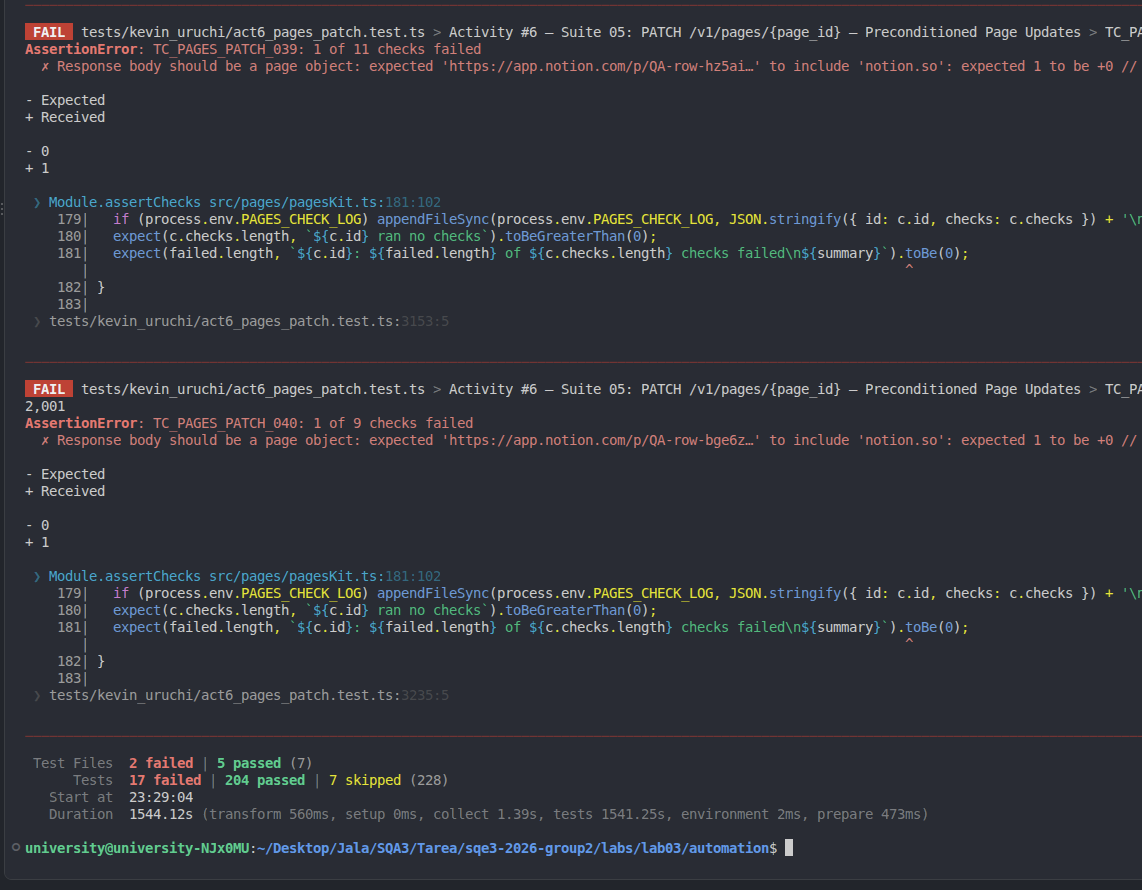 FAIL tests/kevin_uruchi/act6_pages_patch.test.ts > Activity #6 — Suite 05: PATCH /v1/pages/{page_id} — Preconditioned Page Updates > TC_PA
AssertionError: TC_PAGES_PATCH_039: 1 of 11 checks failed
✗ Response body should be a page object: expected 'https://app.notion.com/p/QA-row-hz5ai…' to include 'notion.so': expected 1 to be +0 //
- Expected
+ Received
- 0
+ 1
❯ Module.assertChecks src/pages/pagesKit.ts:181:102
179| if (process.env.PAGES_CHECK_LOG) appendFileSync(process.env.PAGES_CHECK_LOG, JSON.stringify({ id: c.id, checks: c.checks }) + '\n
180| expect(c.checks.length, `${c.id} ran no checks`).toBeGreaterThan(0);
181| expect(failed.length, `${c.id}: ${failed.length} of ${c.checks.length} checks failed\n${summary}`).toBe(0);
| ^
182| }
183|
❯ tests/kevin_uruchi/act6_pages_patch.test.ts:3153:5
FAIL tests/kevin_uruchi/act6_pages_patch.test.ts > Activity #6 — Suite 05: PATCH /v1/pages/{page_id} — Preconditioned Page Updates > TC_PA
2,001
AssertionError: TC_PAGES_PATCH_040: 1 of 9 checks failed
✗ Response body should be a page object: expected 'https://app.notion.com/p/QA-row-bge6z…' to include 'notion.so': expected 1 to be +0 //
- Expected
+ Received
- 0
+ 1
❯ Module.assertChecks src/pages/pagesKit.ts:181:102
179| if (process.env.PAGES_CHECK_LOG) appendFileSync(process.env.PAGES_CHECK_LOG, JSON.stringify({ id: c.id, checks: c.checks }) + '\n
180| expect(c.checks.length, `${c.id} ran no checks`).toBeGreaterThan(0);
181| expect(failed.length, `${c.id}: ${failed.length} of ${c.checks.length} checks failed\n${summary}`).toBe(0);
| ^
182| }
183|
❯ tests/kevin_uruchi/act6_pages_patch.test.ts:3235:5
Test Files 2 failed | 5 passed (7)
Tests 17 failed | 204 passed | 7 skipped (228)
Start at 23:29:04
Duration 1544.12s (transform 560ms, setup 0ms, collect 1.39s, tests 1541.25s, environment 2ms, prepare 473ms)
university@university-NJx0MU:~/Desktop/Jala/SQA3/Tarea/sqe3-2026-group2/labs/lab03/automation$